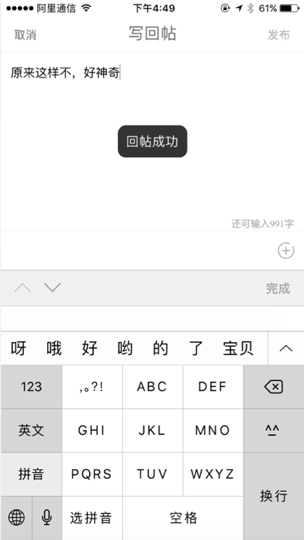 阿里通信 下午4:49 61%
取消 写回帖 发布
原来这样不，好神奇
回帖成功
还可输入991字
完成
呀 哦 好 哟 的 了 宝贝
123 ,。?! ABC DEF
英文 GHI JKL MNO ^^
拼音 PQRS TUV WXYZ
换行
选拼音 空格